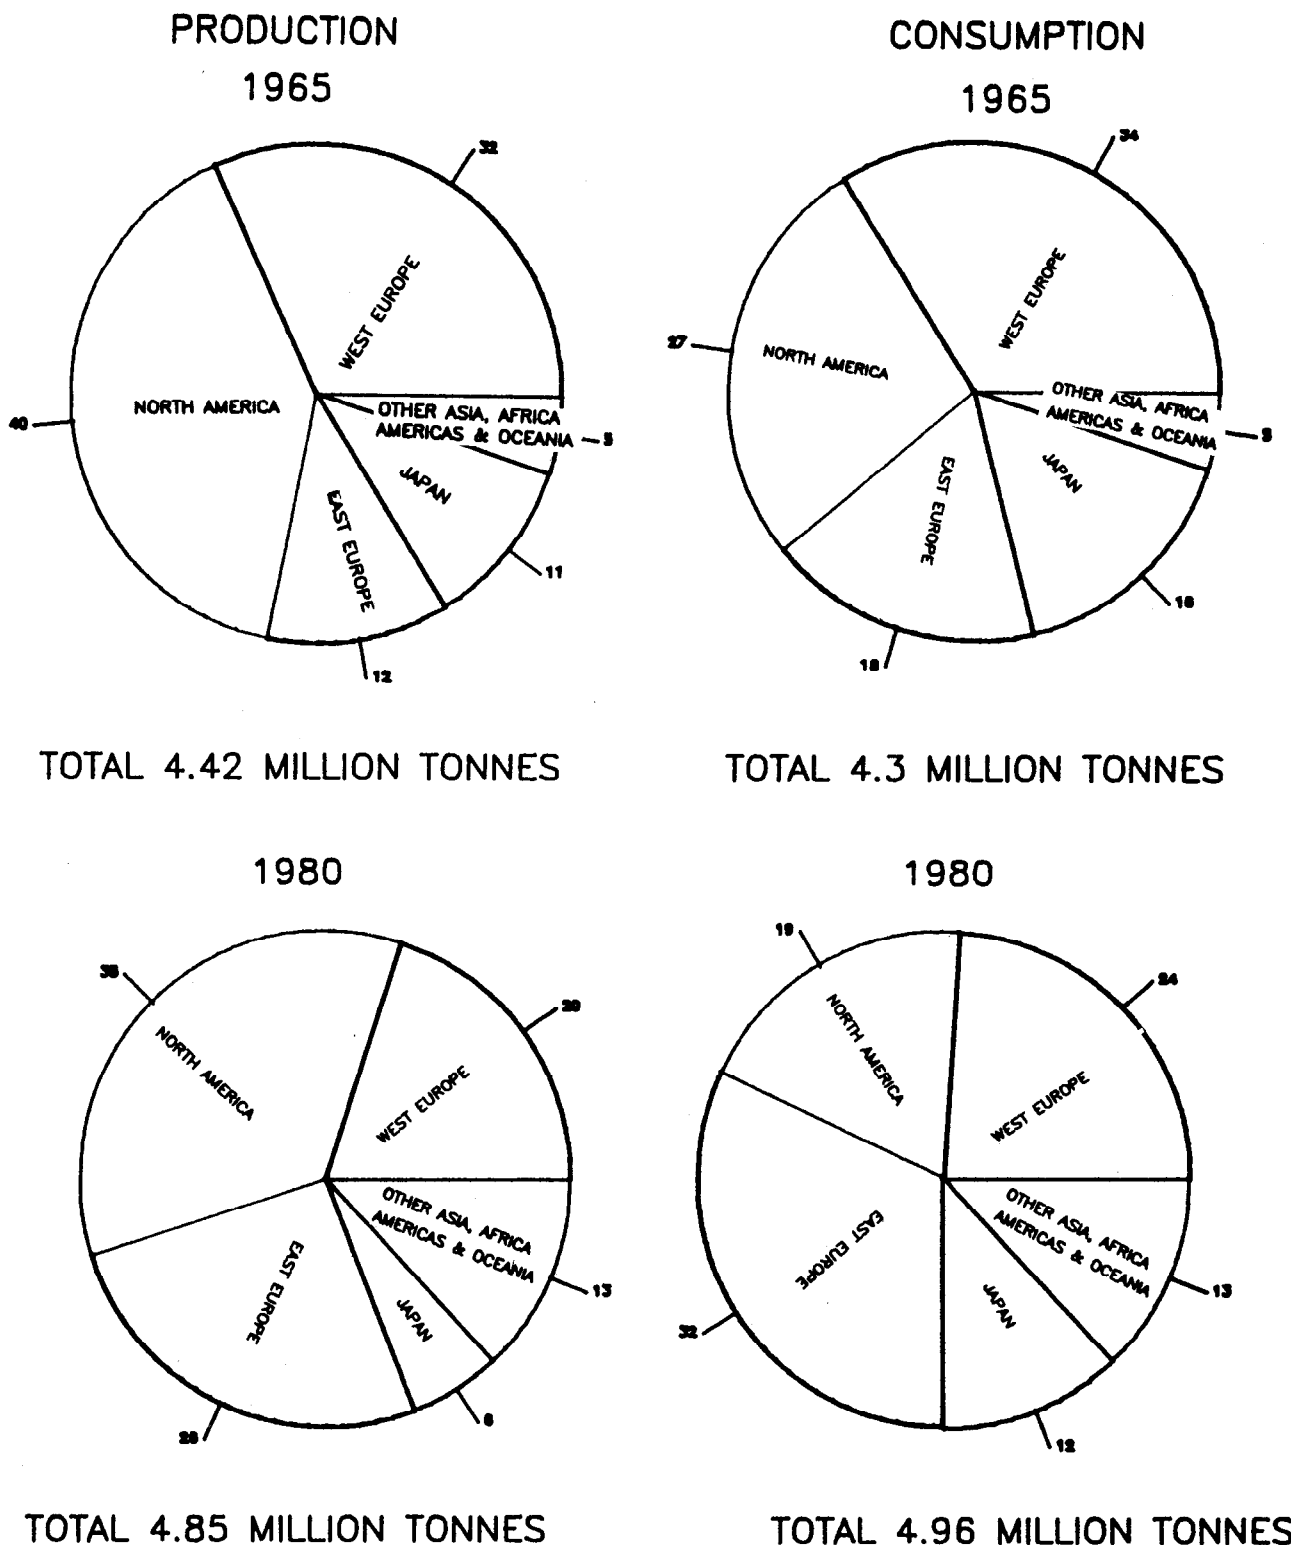 PRODUCTION
1965
32
WEST EUROPE
NORTH AMERICA
40
OTHER ASIA, AFRICA
AMERICAS & OCEANIA
5
JAPAN
EAST EUROPE
11
12
TOTAL 4.42 MILLION TONNES
CONSUMPTION
1965
34
WEST EUROPE
27
NORTH AMERICA
OTHER ASIA, AFRICA
AMERICAS & OCEANIA
5
JAPAN
EAST EUROPE
16
18
TOTAL 4.3 MILLION TONNES
1980
35
20
NORTH AMERICA
WEST EUROPE
OTHER ASIA, AFRICA
AMERICAS & OCEANIA
13
EAST EUROPE
JAPAN
6
26
TOTAL 4.85 MILLION TONNES
1980
19
24
NORTH AMERICA
WEST EUROPE
OTHER ASIA, AFRICA
AMERICAS & OCEANIA
13
EAST EUROPE
JAPAN
32
12
TOTAL 4.96 MILLION TONNES